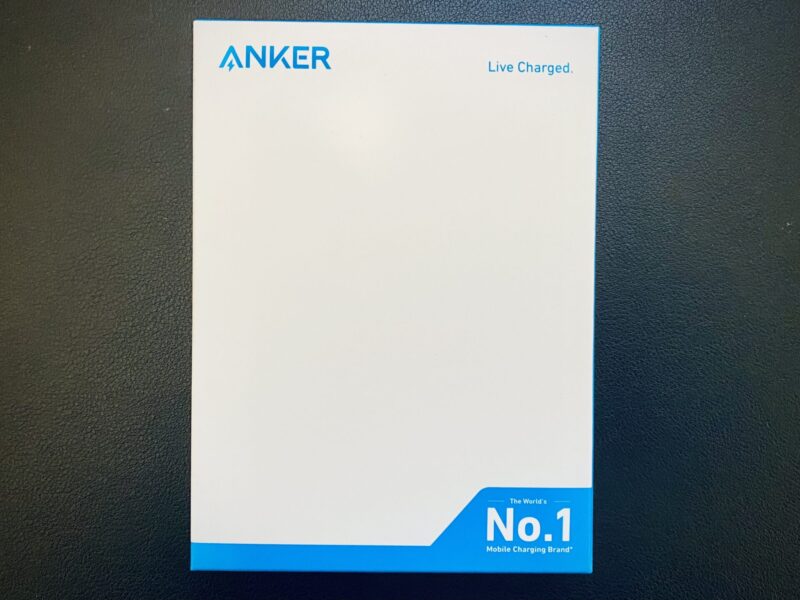 ANKER
Live Charged.
The World's
No.1
Mobile Charging Brand*